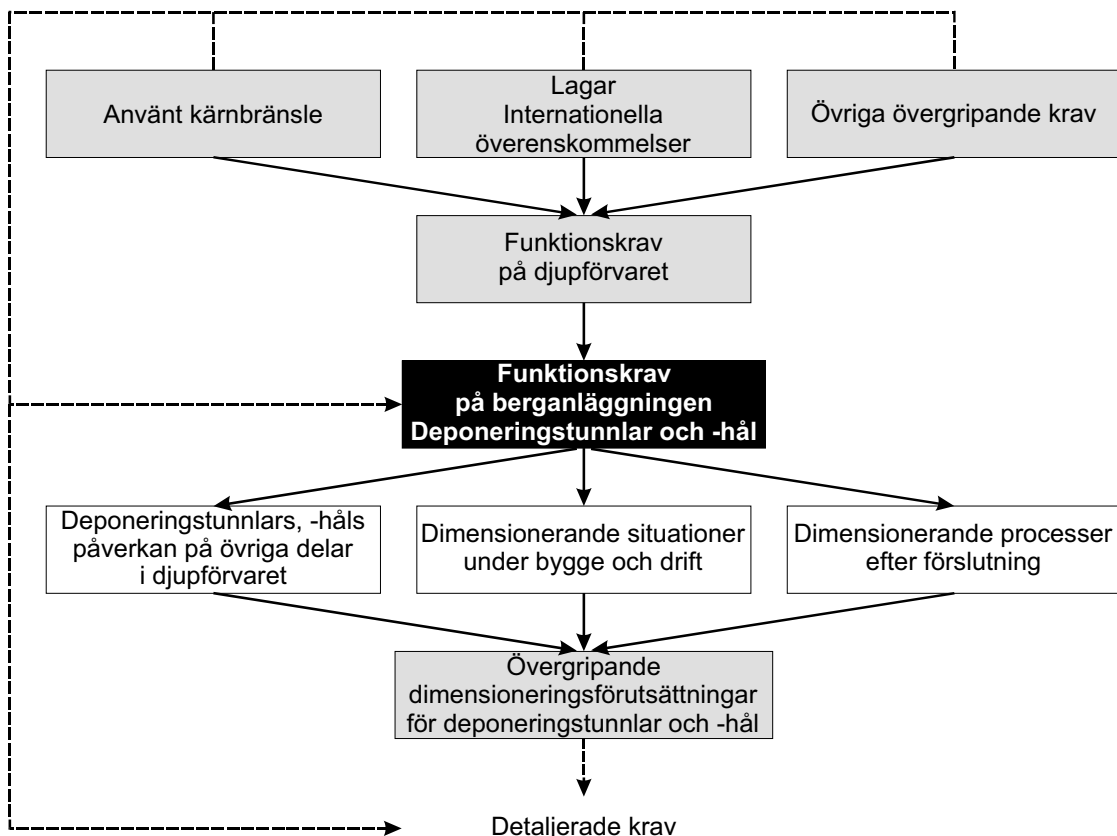 Använt kärnbränsle
Lagar
Internationella
överenskommelser
Övriga övergripande krav
Funktionskrav
på djupförvaret
Funktionskrav
på berganläggningen
Deponeringstunnlar och -hål
Deponeringstunnlars, -håls
påverkan på övriga delar
i djupförvaret
Dimensionerande situationer
under bygge och drift
Dimensionerande processer
efter förslutning
Övergripande
dimensioneringsförutsättningar
för deponeringstunnlar och -hål
Detaljerade krav